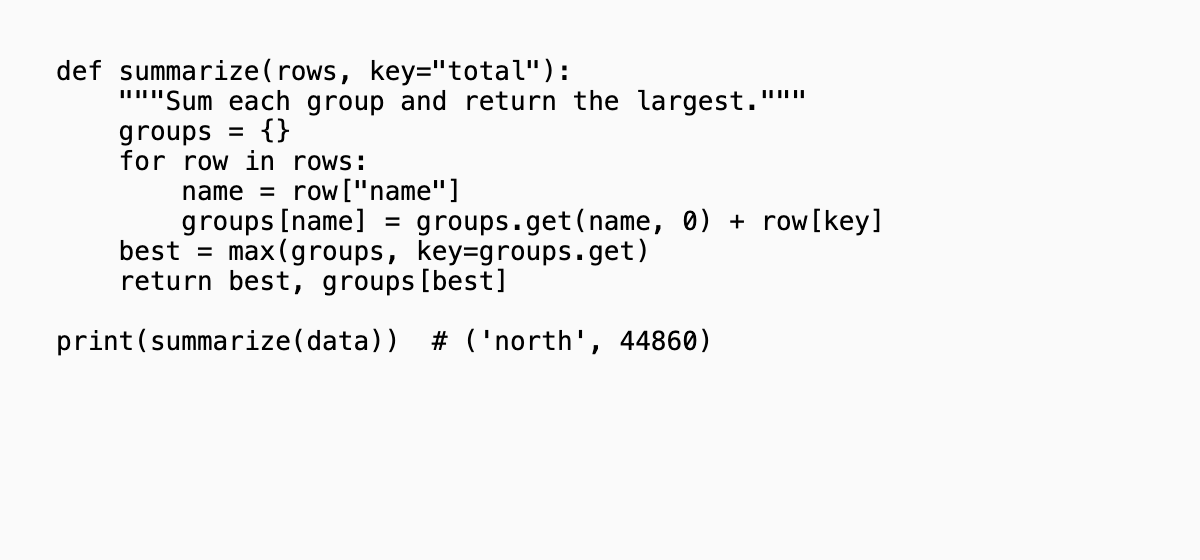 def summarize(rows, key="total"):
    """Sum each group and return the largest."""
    groups = {}
    for row in rows:
        name = row["name"]
        groups[name] = groups.get(name, 0) + row[key]
    best = max(groups, key=groups.get)
    return best, groups[best]

print(summarize(data))  # ('north', 44860)